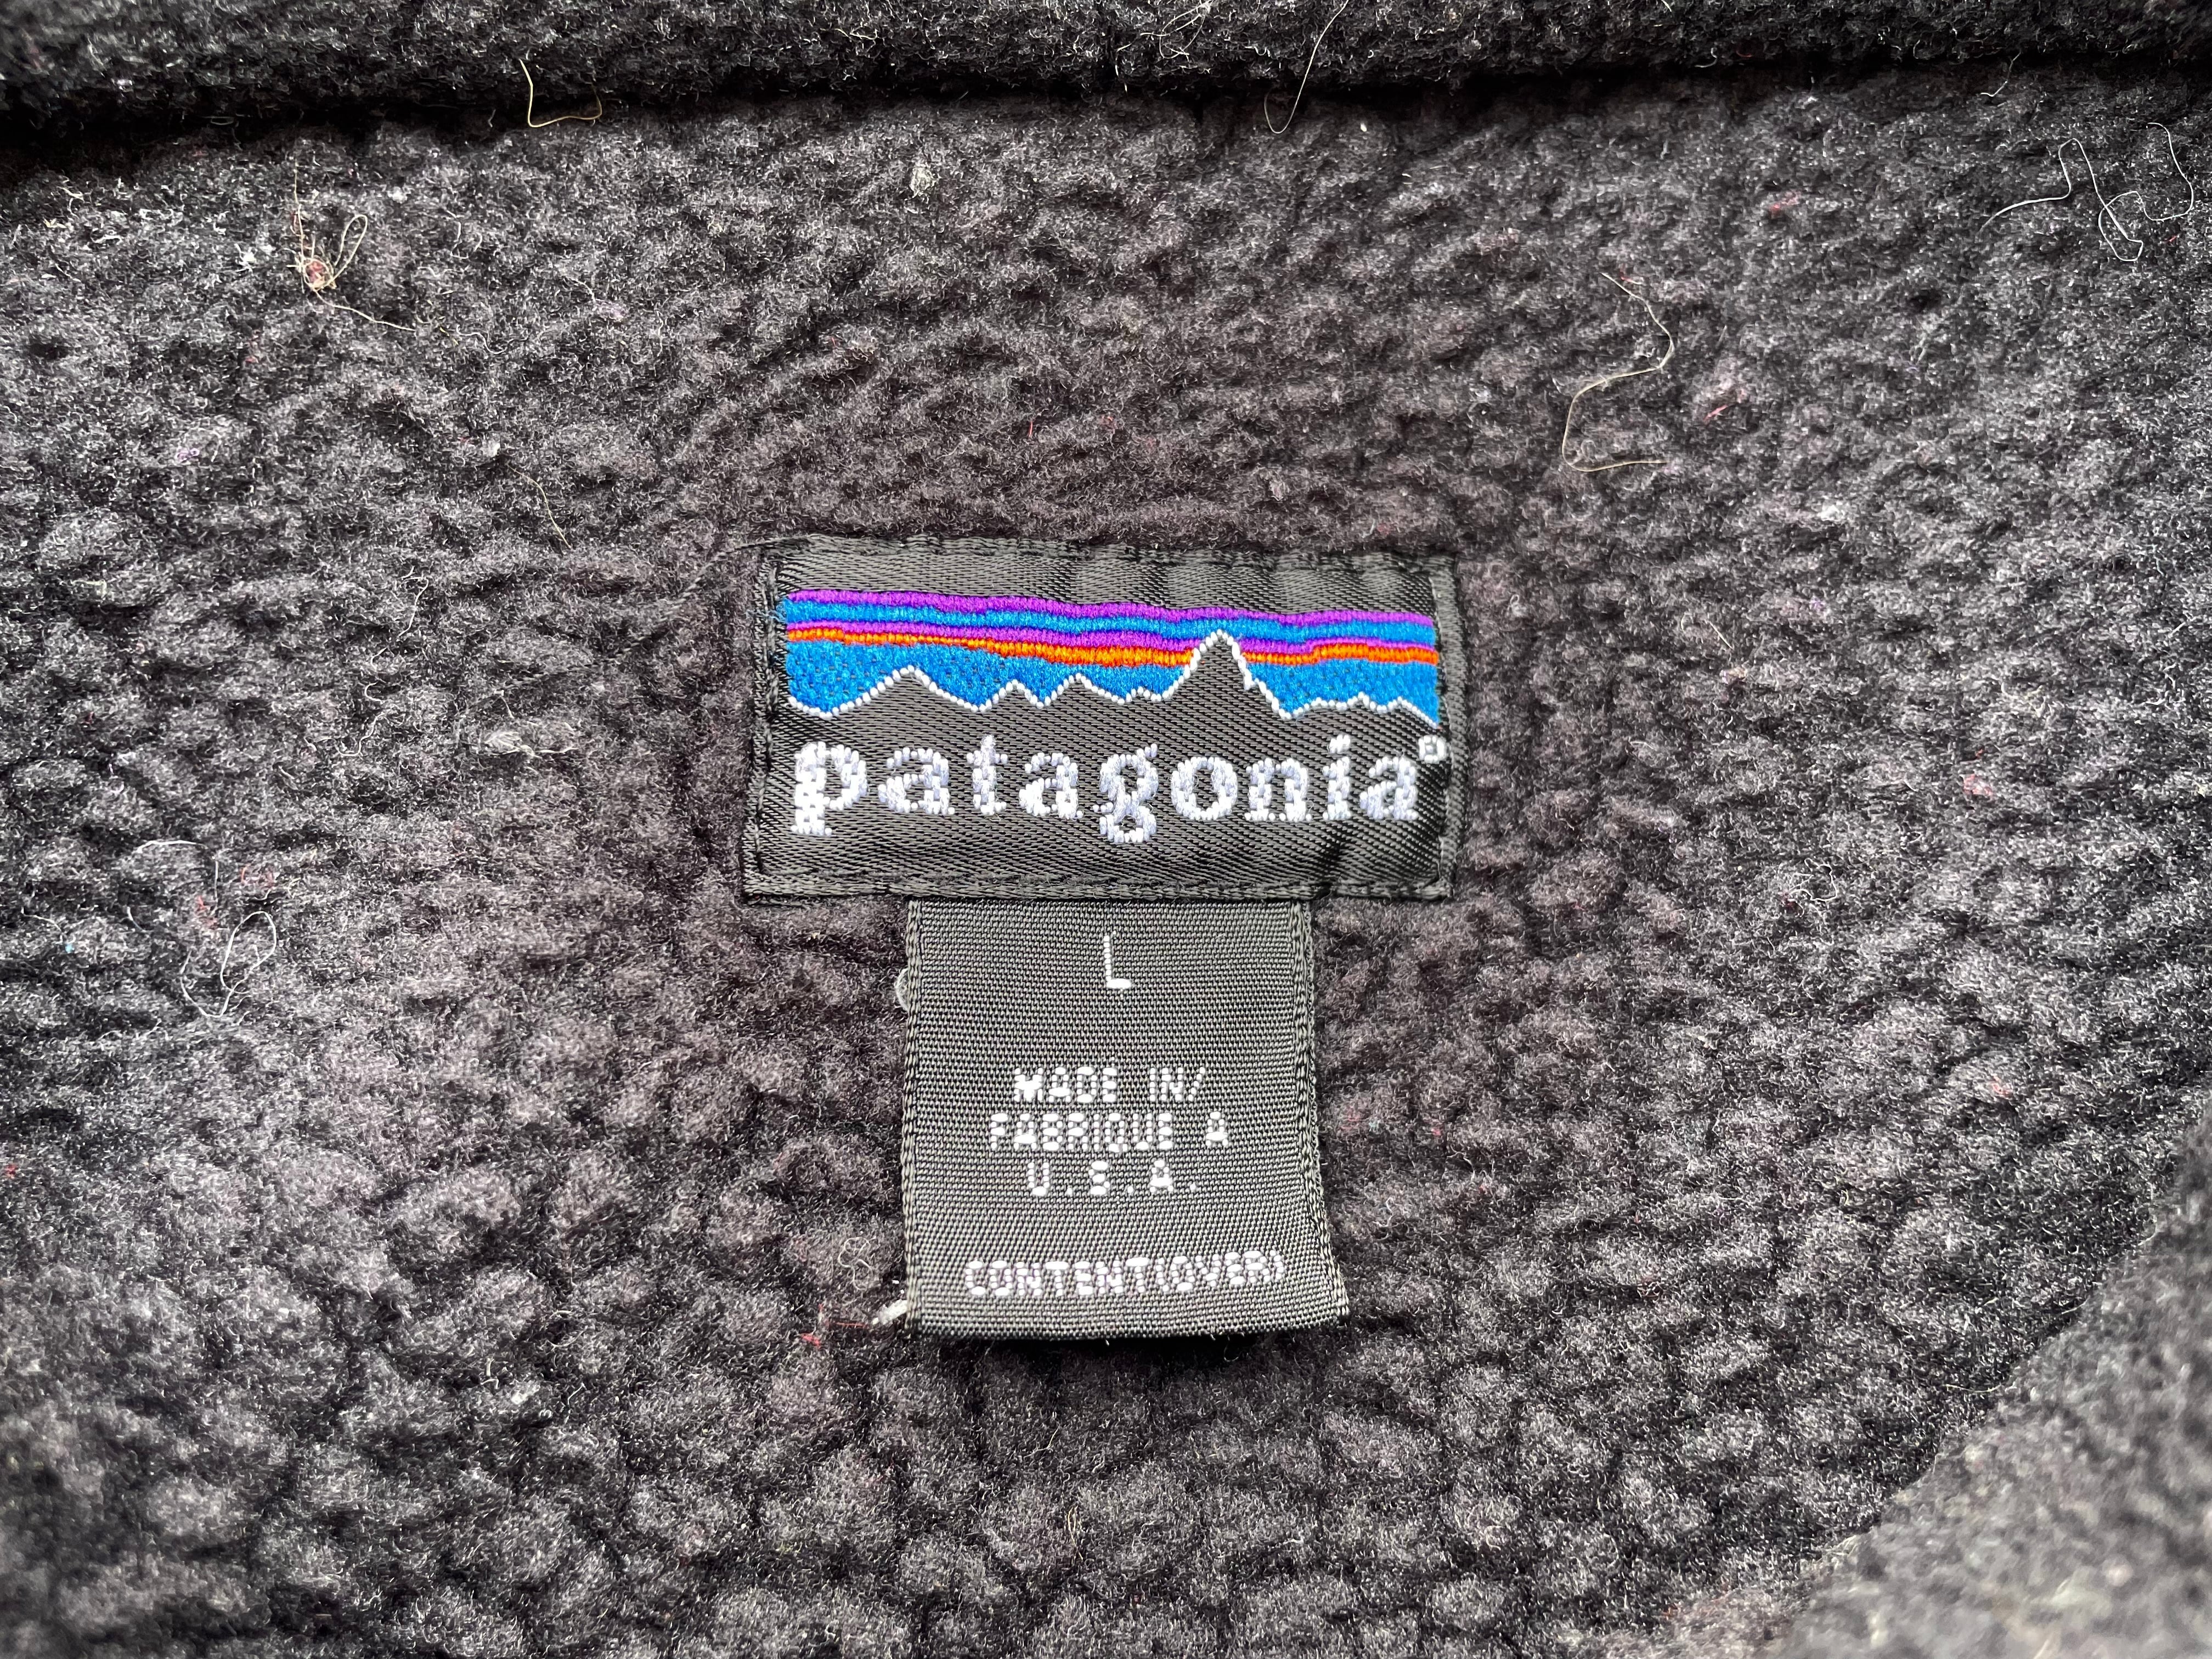 patagonia®
L
MADE IN/
FABRIQUE A
U.S.A.
CONTENT(OVER)